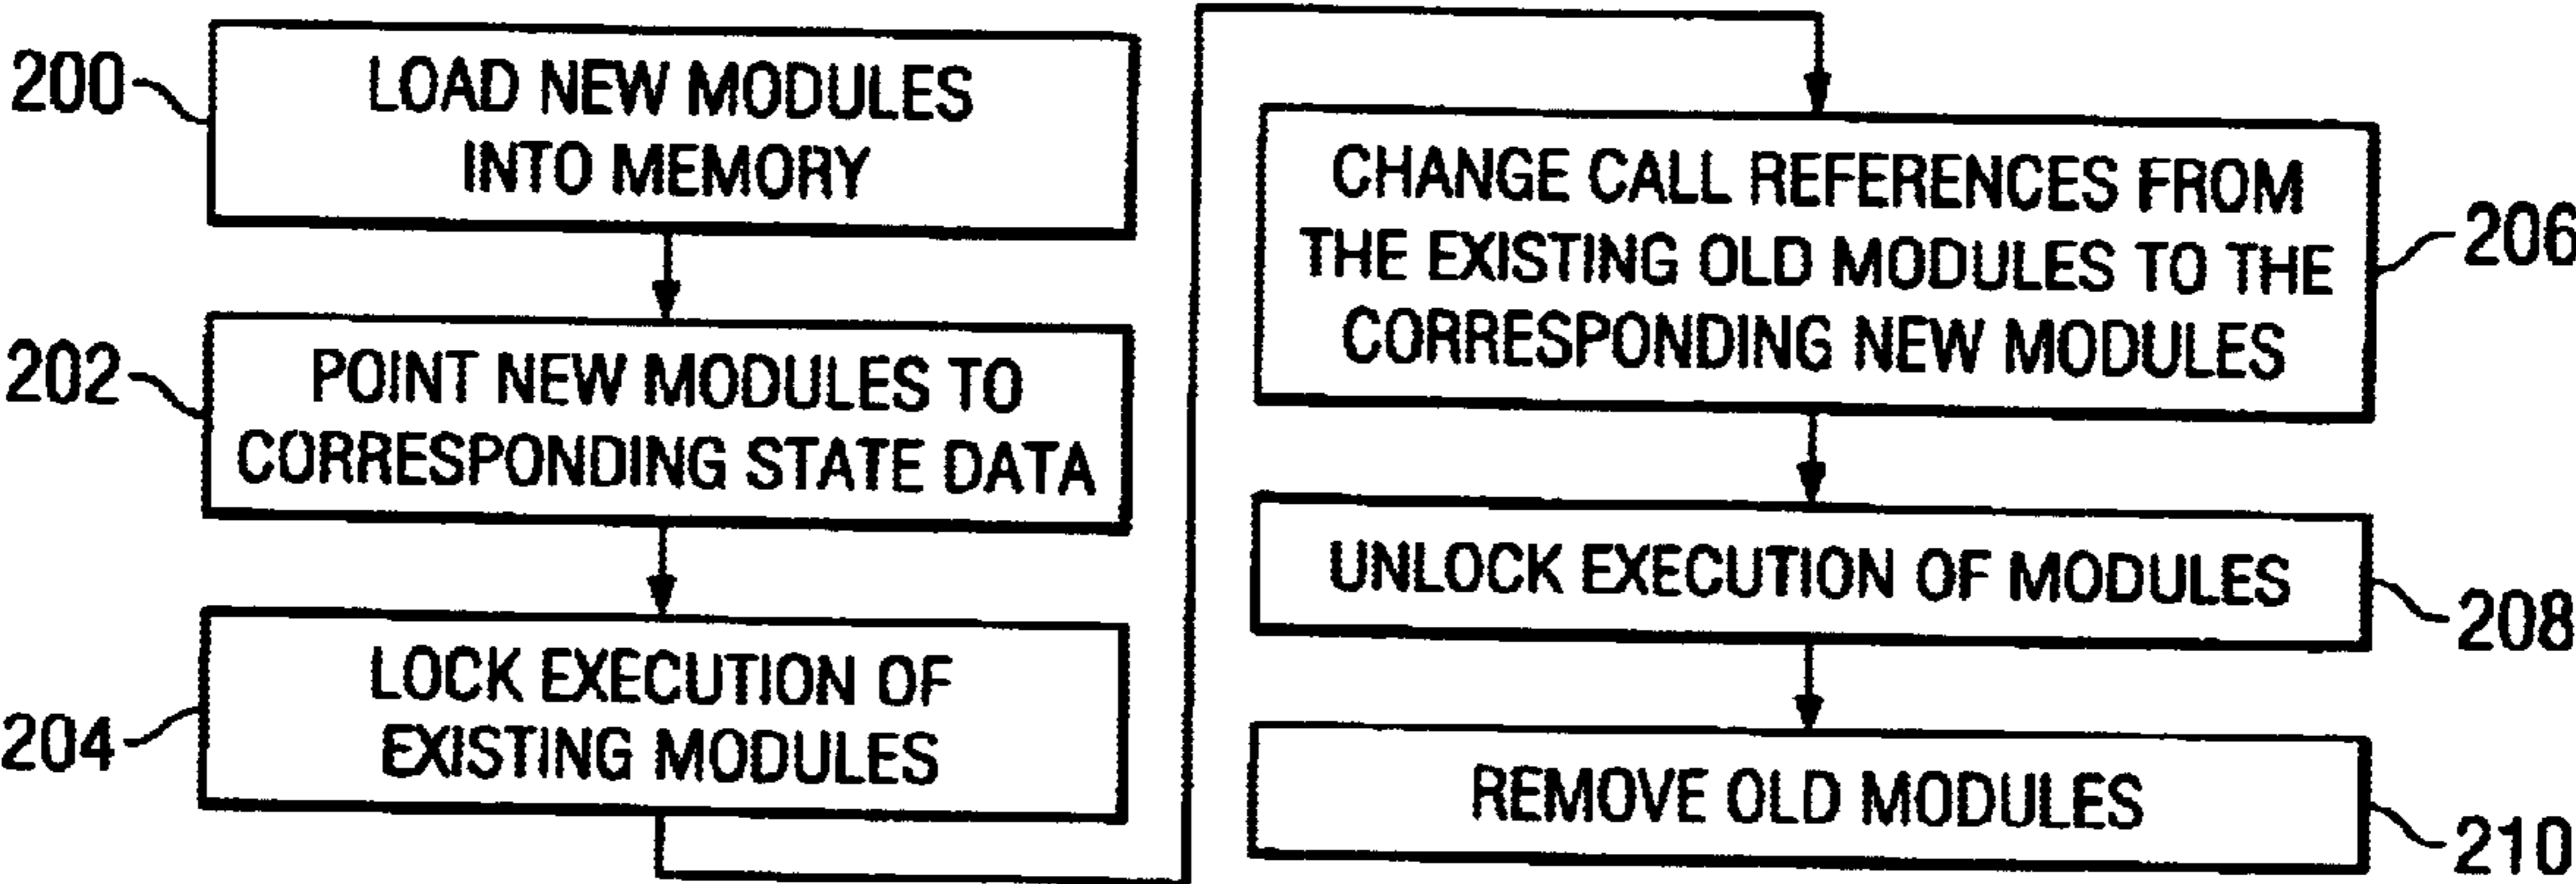 200
LOAD NEW MODULES
INTO MEMORY
202
POINT NEW MODULES TO
CORRESPONDING STATE DATA
204
LOCK EXECUTION OF
EXISTING MODULES
CHANGE CALL REFERENCES FROM
THE EXISTING OLD MODULES TO THE
CORRESPONDING NEW MODULES
206
UNLOCK EXECUTION OF MODULES
208
REMOVE OLD MODULES
210